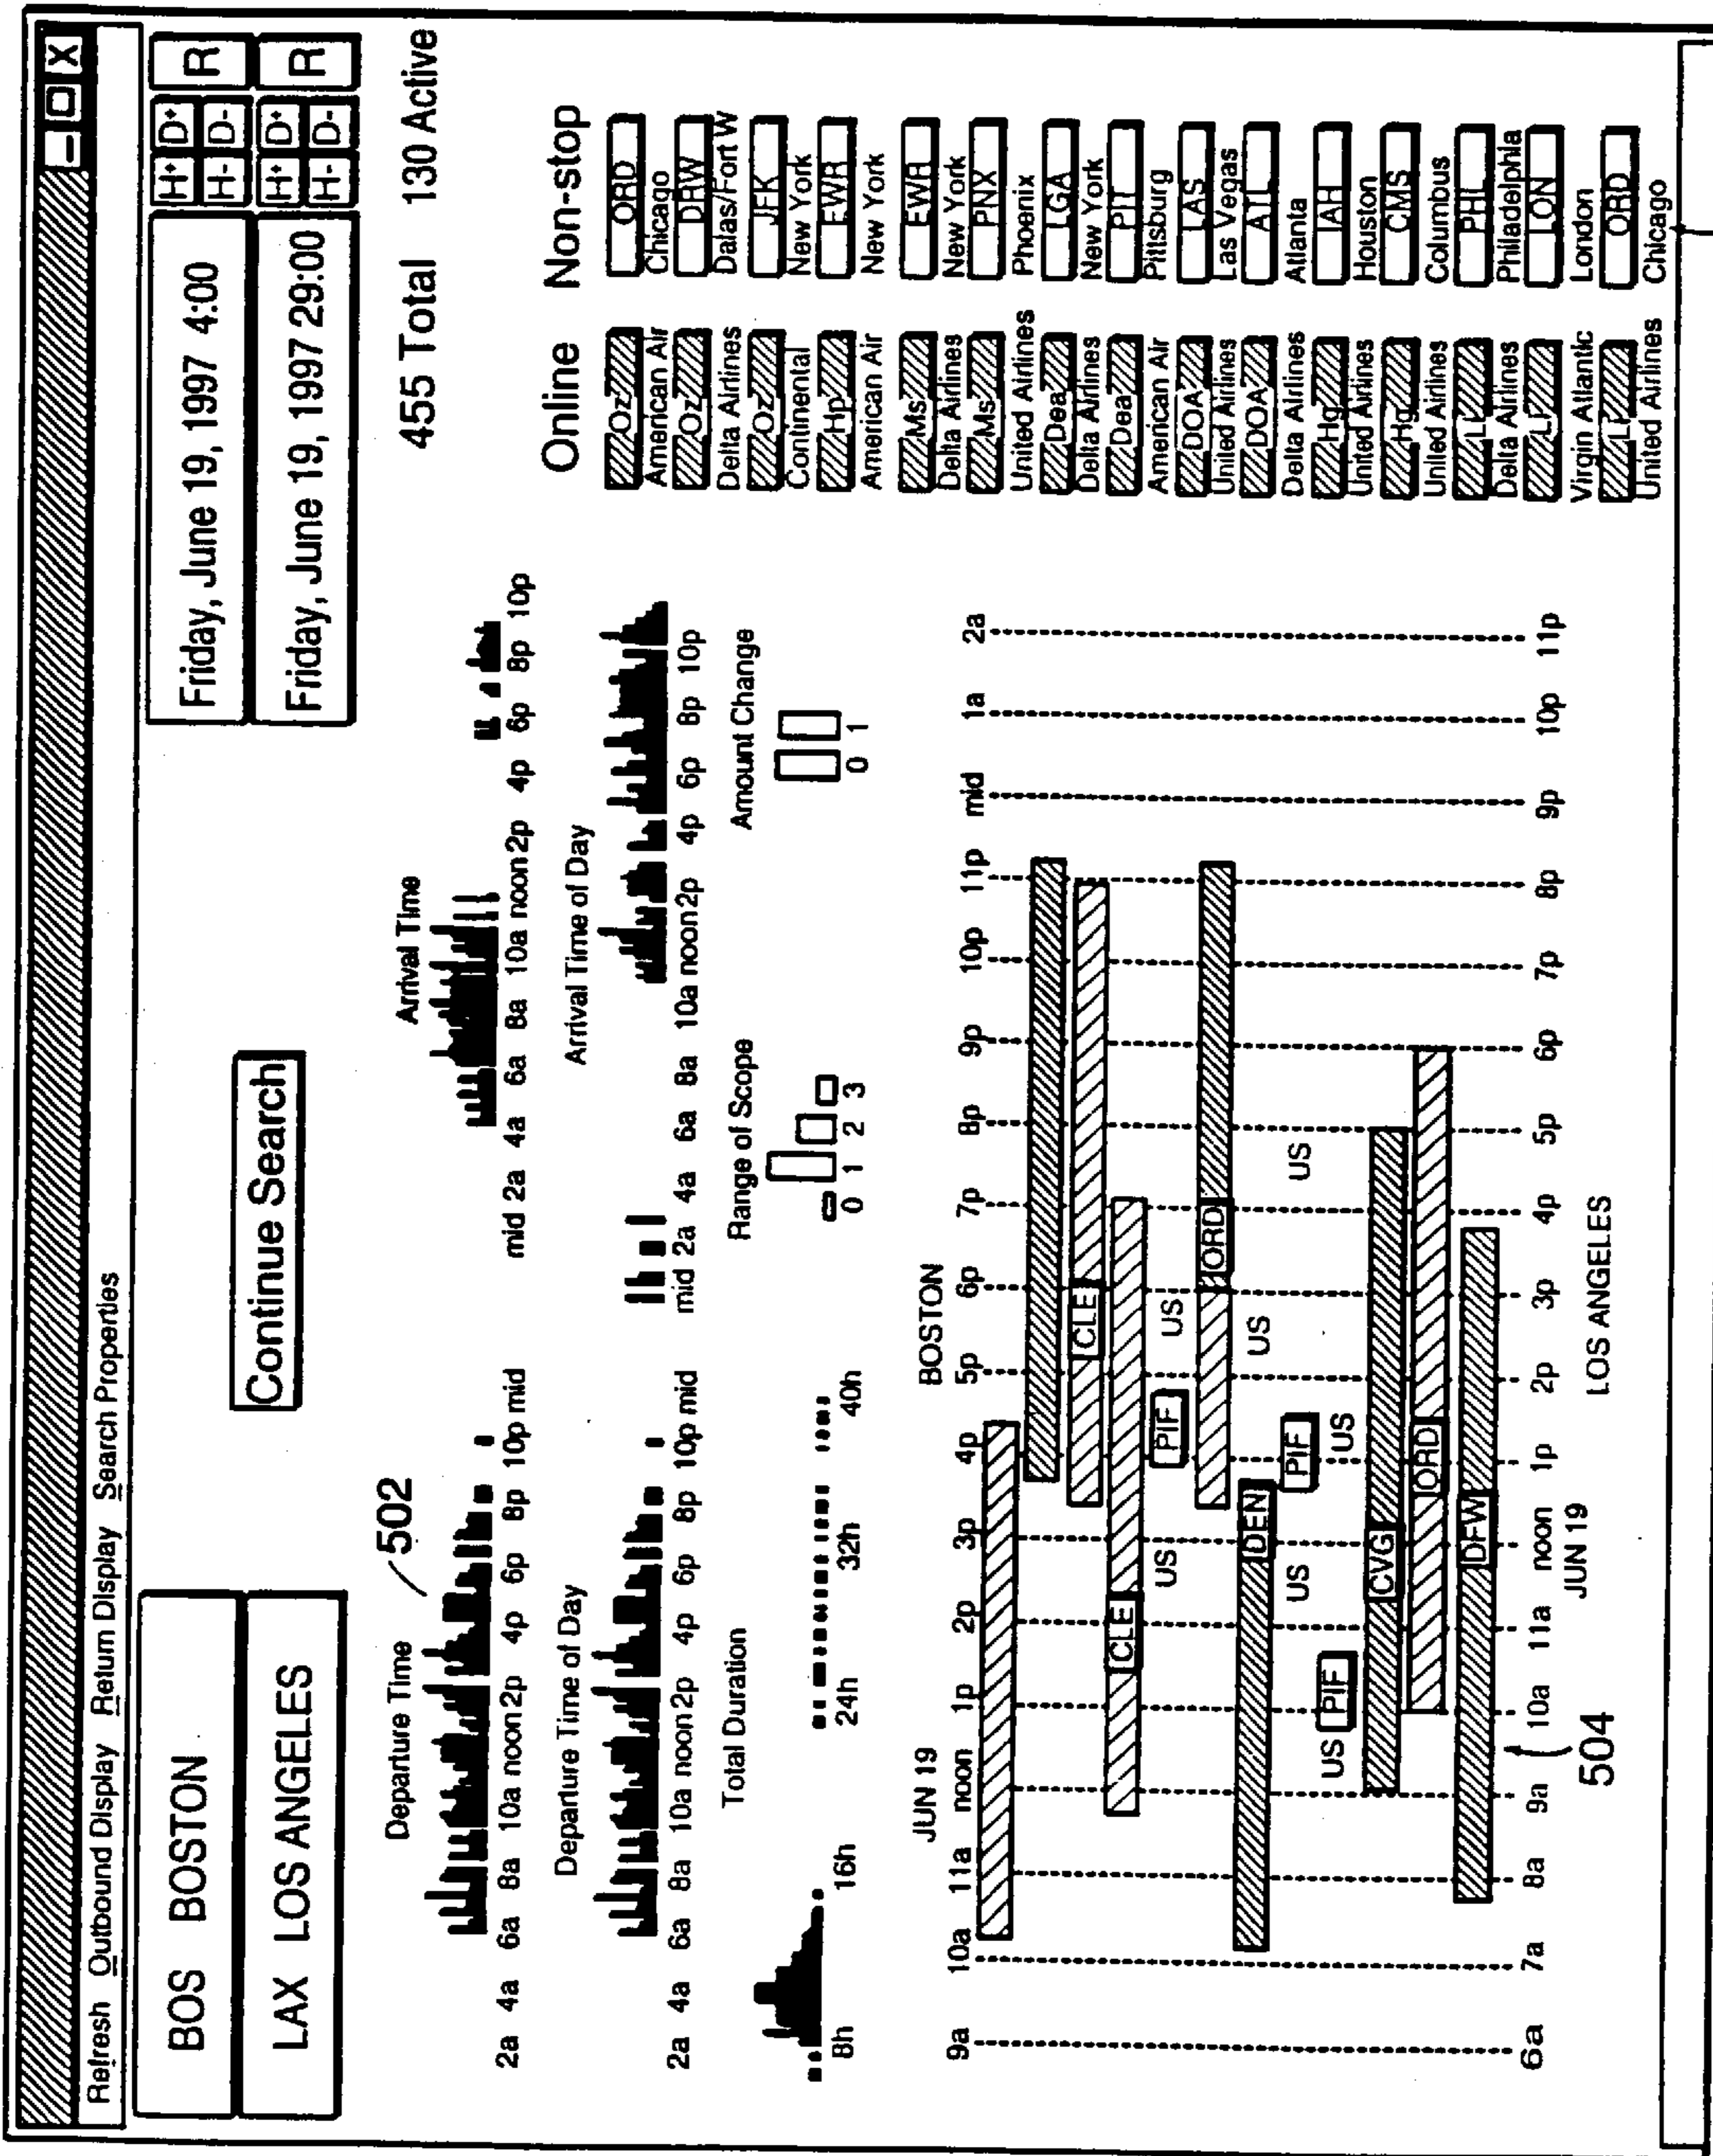 Refresh Outbound Display Return Display Search Properties
BOS BOSTON
LAX LOS ANGELES
Continue Search
Friday, June 19, 1997 4:00
Friday, June 19, 1997 29:00
H+ D+
H- D-
R
H+ D+
H- D-
R
455 Total 130 Active
Departure Time
502
2a 4a 6a 8a 10a noon 2p 4p 6p 8p 10p mid
Arrival Time
mid 2a 4a 6a 8a 10a noon 2p 4p 6p 8p 10p
Departure Time of Day
2a 4a 6a 8a 10a noon 2p 4p 6p 8p 10p mid
Arrival Time of Day
mid 2a 4a 6a 8a 10a noon 2p 4p 6p 8p 10p
Total Duration
8h 16h 24h 32h 40h
Range of Scope
0 1 2 3
Amount Change
0 1
Online Non-stop
Oz ORD
American Air Chicago
Oz DRW
Delta Airlines Dalas/Fort W
Oz JFK
Continental New York
Hp EWR
American Air New York
Ms EWR
Delta Airlines New York
Ms PNX
United Airlines Phoenix
Dea LGA
Delta Airlines New York
Dea PIT
American Air Pittsburg
DOA LAS
United Airlines Las Vegas
DOA ATL
Delta Airlines Atlanta
Hg IAH
United Airlines Houston
Hg CMS
United Airlines Columbus
PHL
Delta Airlines Philadelphia
LON
Virgin Atlantic London
ORD
United Airlines Chicago
JUN 19 BOSTON
9a 10a 11a noon 1p 2p 3p 4p 5p 6p 7p 8p 9p 10p 11p mid 1a 2a
CLE
CLE
US PIF US
ORD
DEN US
US PIF US
US PIF US
CVG
ORD
DFW
6a 7a 8a 9a 10a 11a noon 1p 2p 3p 4p 5p 6p 7p 8p 9p 10p 11p
504 JUN 19 LOS ANGELES